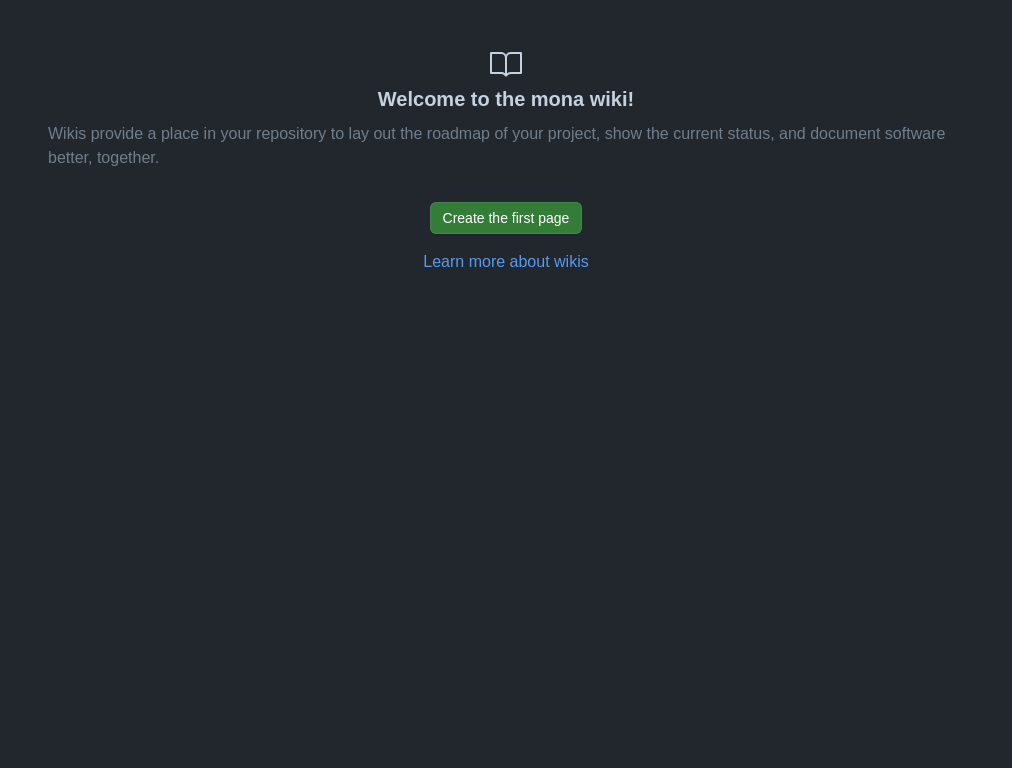 Welcome to the mona wiki!
Wikis provide a place in your repository to lay out the roadmap of your project, show the current status, and document software
better, together.
Create the first page
Learn more about wikis